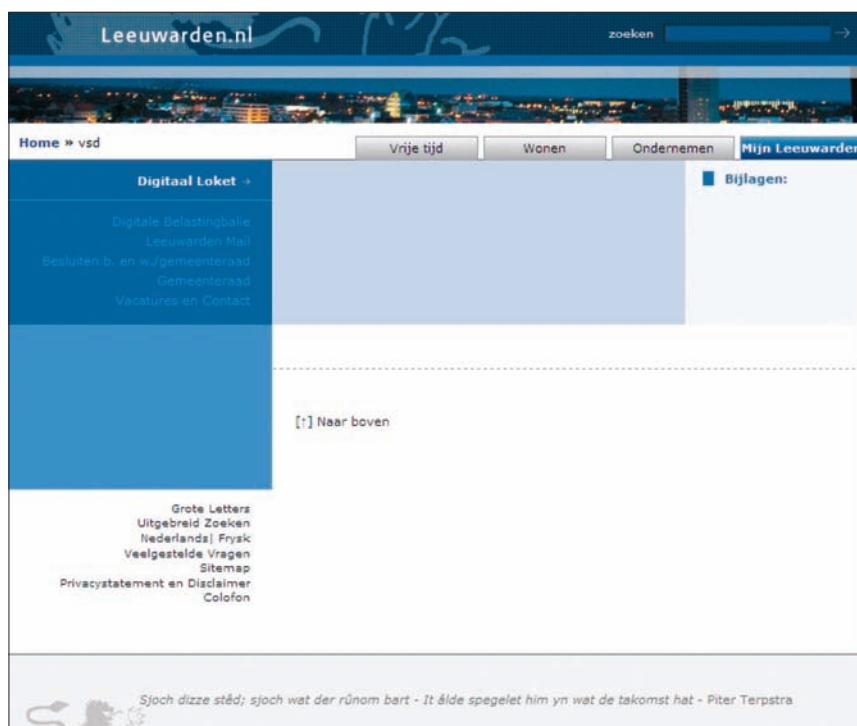 Leeuwarden.nl
zoeken →
Home » vsd
Vrije tijd
Wonen
Ondernemen
Mijn Leeuwarden
Digitaal Loket →
Digitale Belastingbalie
Leeuwarden Mail
Besluiten b. en w./gemeenteraad
Gemeenteraad
Vacatures en Contact
Bijlagen:
[↑] Naar boven
Grote Letters
Uitgebreid Zoeken
Nederlands| Frysk
Veelgestelde Vragen
Sitemap
Privacystatement en Disclaimer
Colofon
Sjoch dizze stêd; sjoch wat der rûnom bart - It âlde spegelet him yn wat de takomst hat - Piter Terpstra